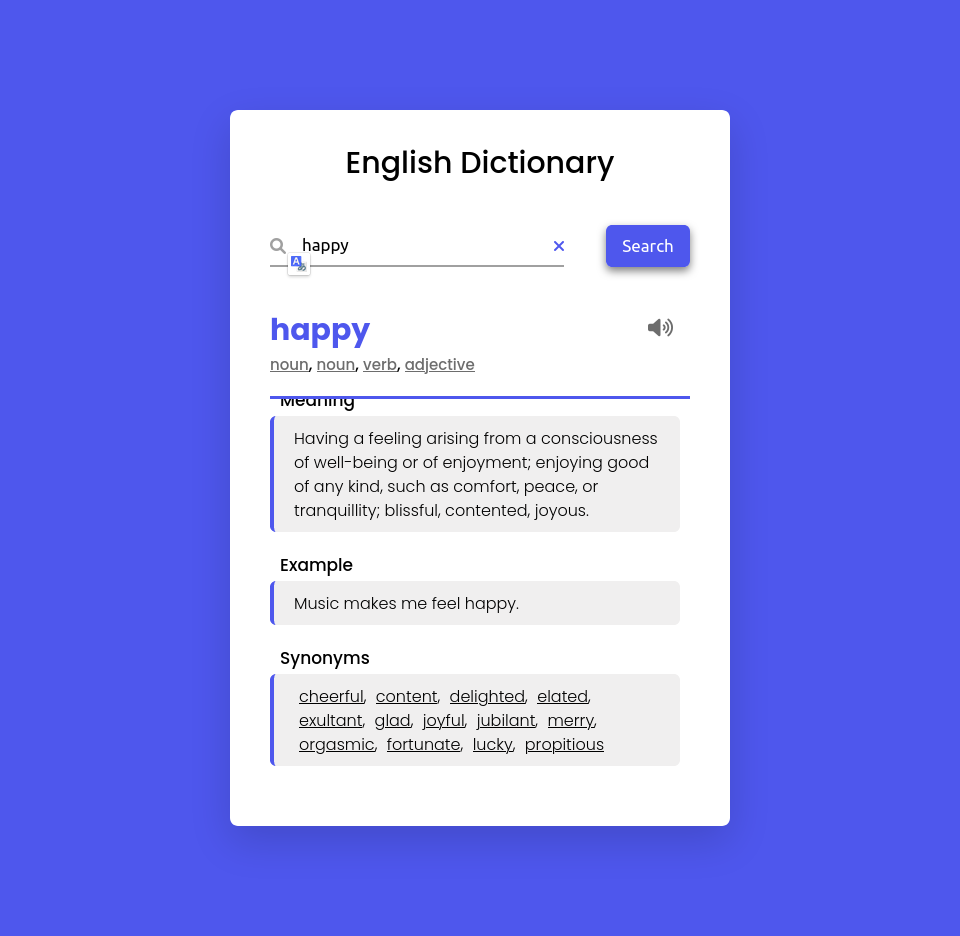 English Dictionary
happy
Search
happy
noun, noun, verb, adjective
Meaning
Having a feeling arising from a consciousness
of well-being or of enjoyment; enjoying good
of any kind, such as comfort, peace, or
tranquillity; blissful, contented, joyous.
Example
Music makes me feel happy.
Synonyms
cheerful, content, delighted, elated,
exultant, glad, joyful, jubilant, merry,
orgasmic, fortunate, lucky, propitious